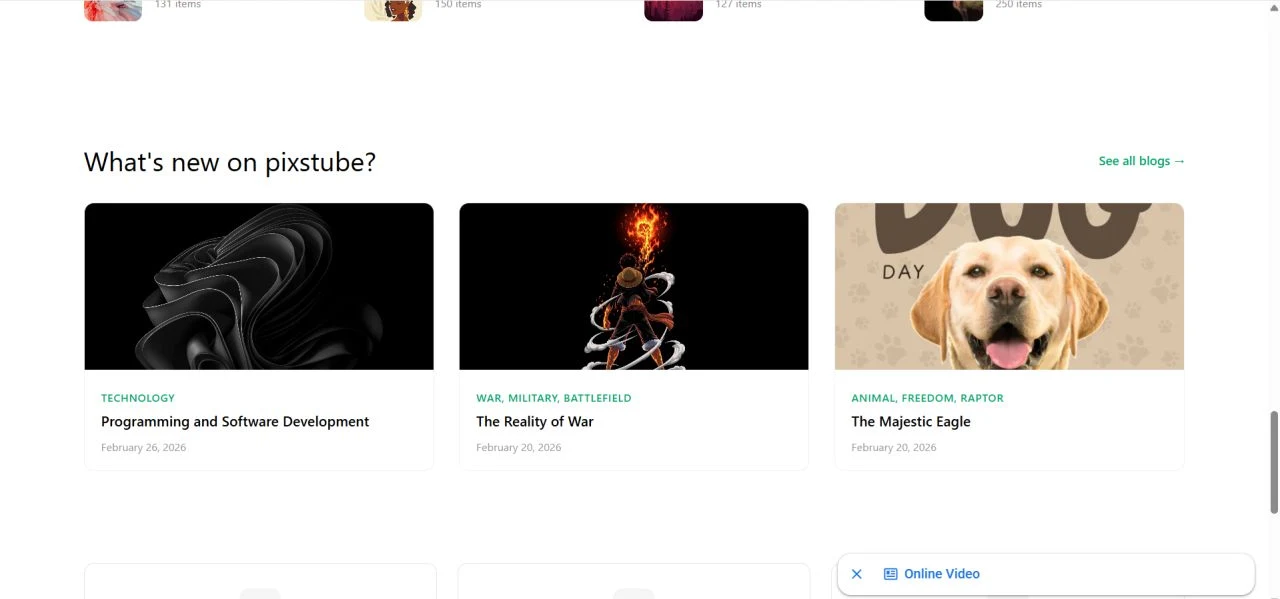 131 items
150 items
127 items
250 items
What's new on pixstube?
See all blogs →
DOG
DAY
TECHNOLOGY
Programming and Software Development
February 26, 2026
WAR, MILITARY, BATTLEFIELD
The Reality of War
February 20, 2026
ANIMAL, FREEDOM, RAPTOR
The Majestic Eagle
February 20, 2026
Online Video